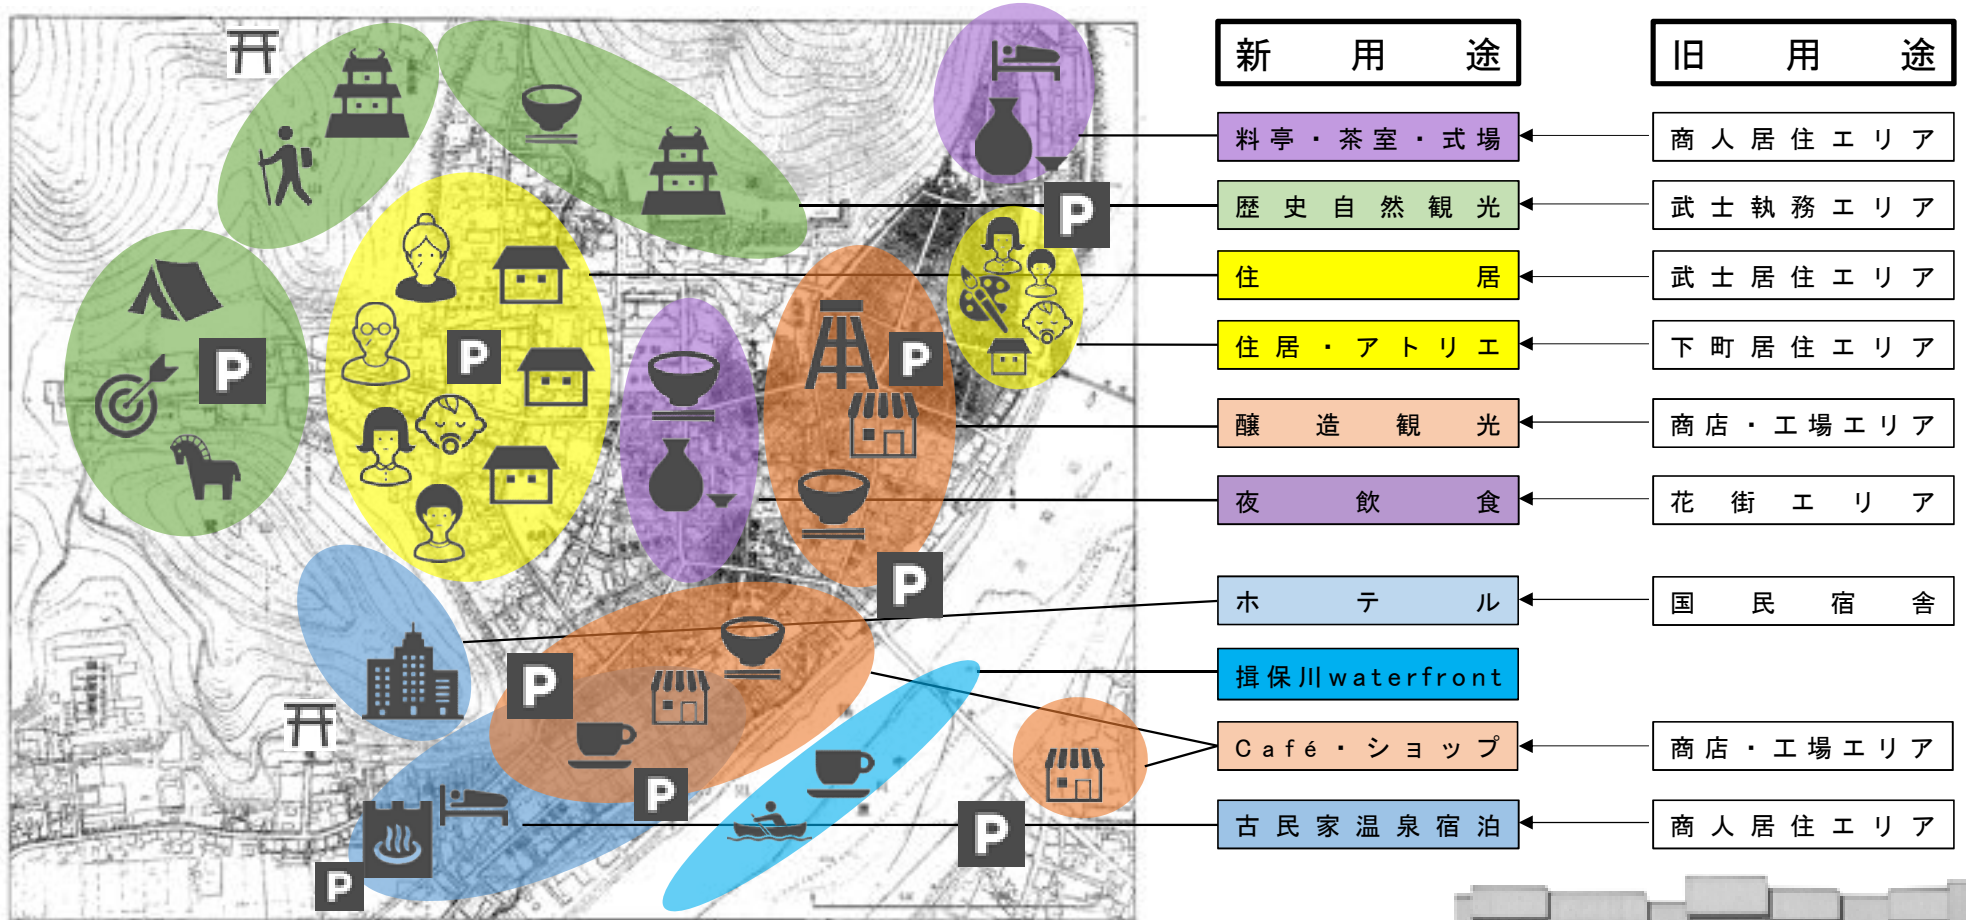 新用途 旧用途
料亭・茶室・式場 商人居住エリア
歴史自然観光 武士執務エリア
住居 武士居住エリア
住居・アトリエ 下町居住エリア
醸造観光 商店・工場エリア
夜飲食 花街エリア
ホテル 国民宿舎
揖保川waterfront
Café・ショップ 商店・工場エリア
古民家温泉宿泊 商人居住エリア
P
P
P
P
P
P
P
P
P